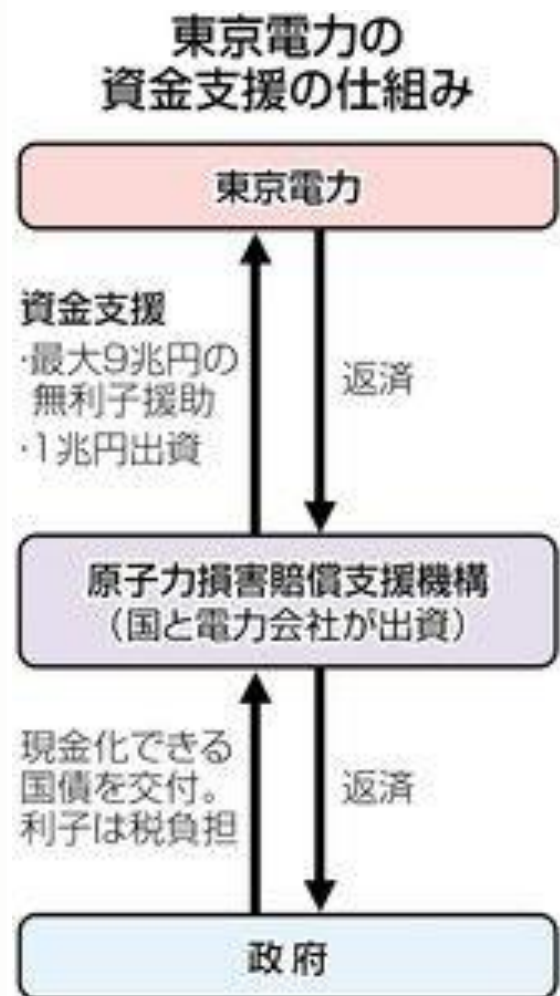 東京電力の
資金支援の仕組み
東京電力
資金支援
・最大9兆円の
無利子援助
・1兆円出資
返済
原子力損害賠償支援機構
（国と電力会社が出資）
現金化できる
国債を交付。
利子は税負担
返済
政府